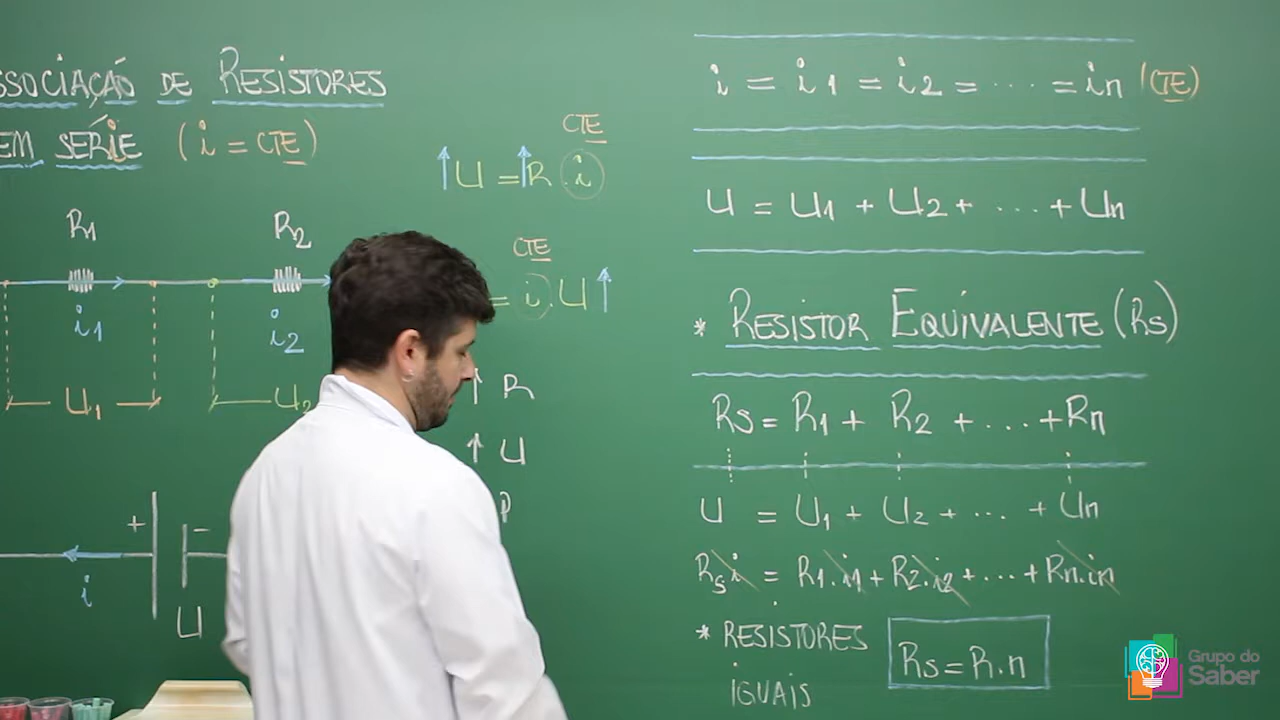 SSOCIAÇÃO DE RESISTORES
EM SÉRIE (i = CTE)
R1 R2
i1 i2
U1 U2
+ -
i
U
CTE
U = R.i
CTE
= i.U
R
U
P
i = i1 = i2 = ... = in (CTE)
U = U1 + U2 + ... + Un
* RESISTOR EQUIVALENTE (Rs)
Rs = R1 + R2 + ... + Rn
U = U1 + U2 + ... + Un
Rs i = R1.i1 + R2.i2 + ... + Rn.in
* RESISTORES
IGUAIS
Rs = R.n
Grupo do
Saber